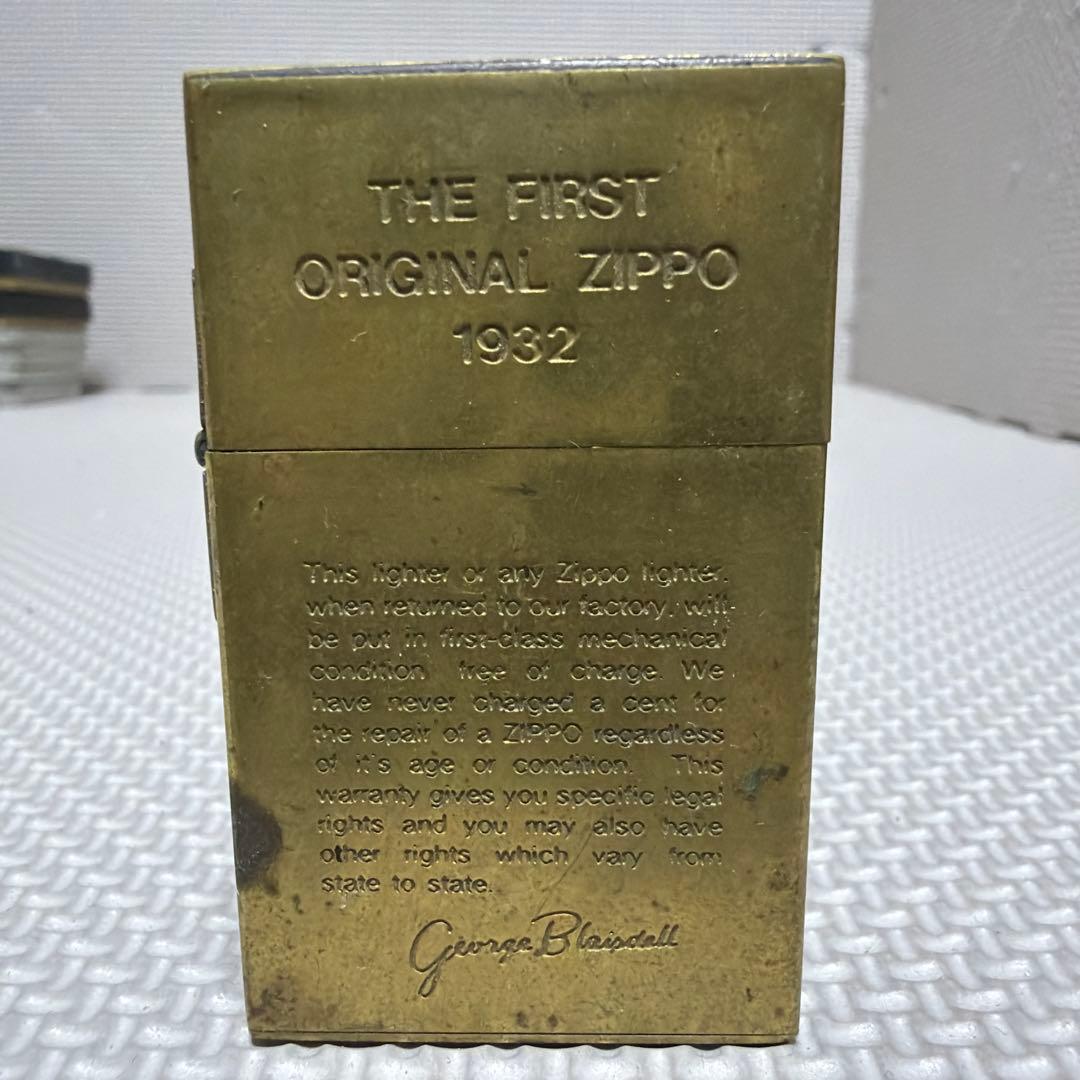 THE FIRST
ORIGINAL ZIPPO
1932
This lighter or any Zippo lighter,
when returned to our factory, will
be put in first-class mechanical
condition free of charge. We
have never charged a cent for
the repair of a ZIPPO regardless
of it's age or condition. This
warranty gives you specific legal
rights and you may also have
other rights which vary from
state to state.
George Blaisdell